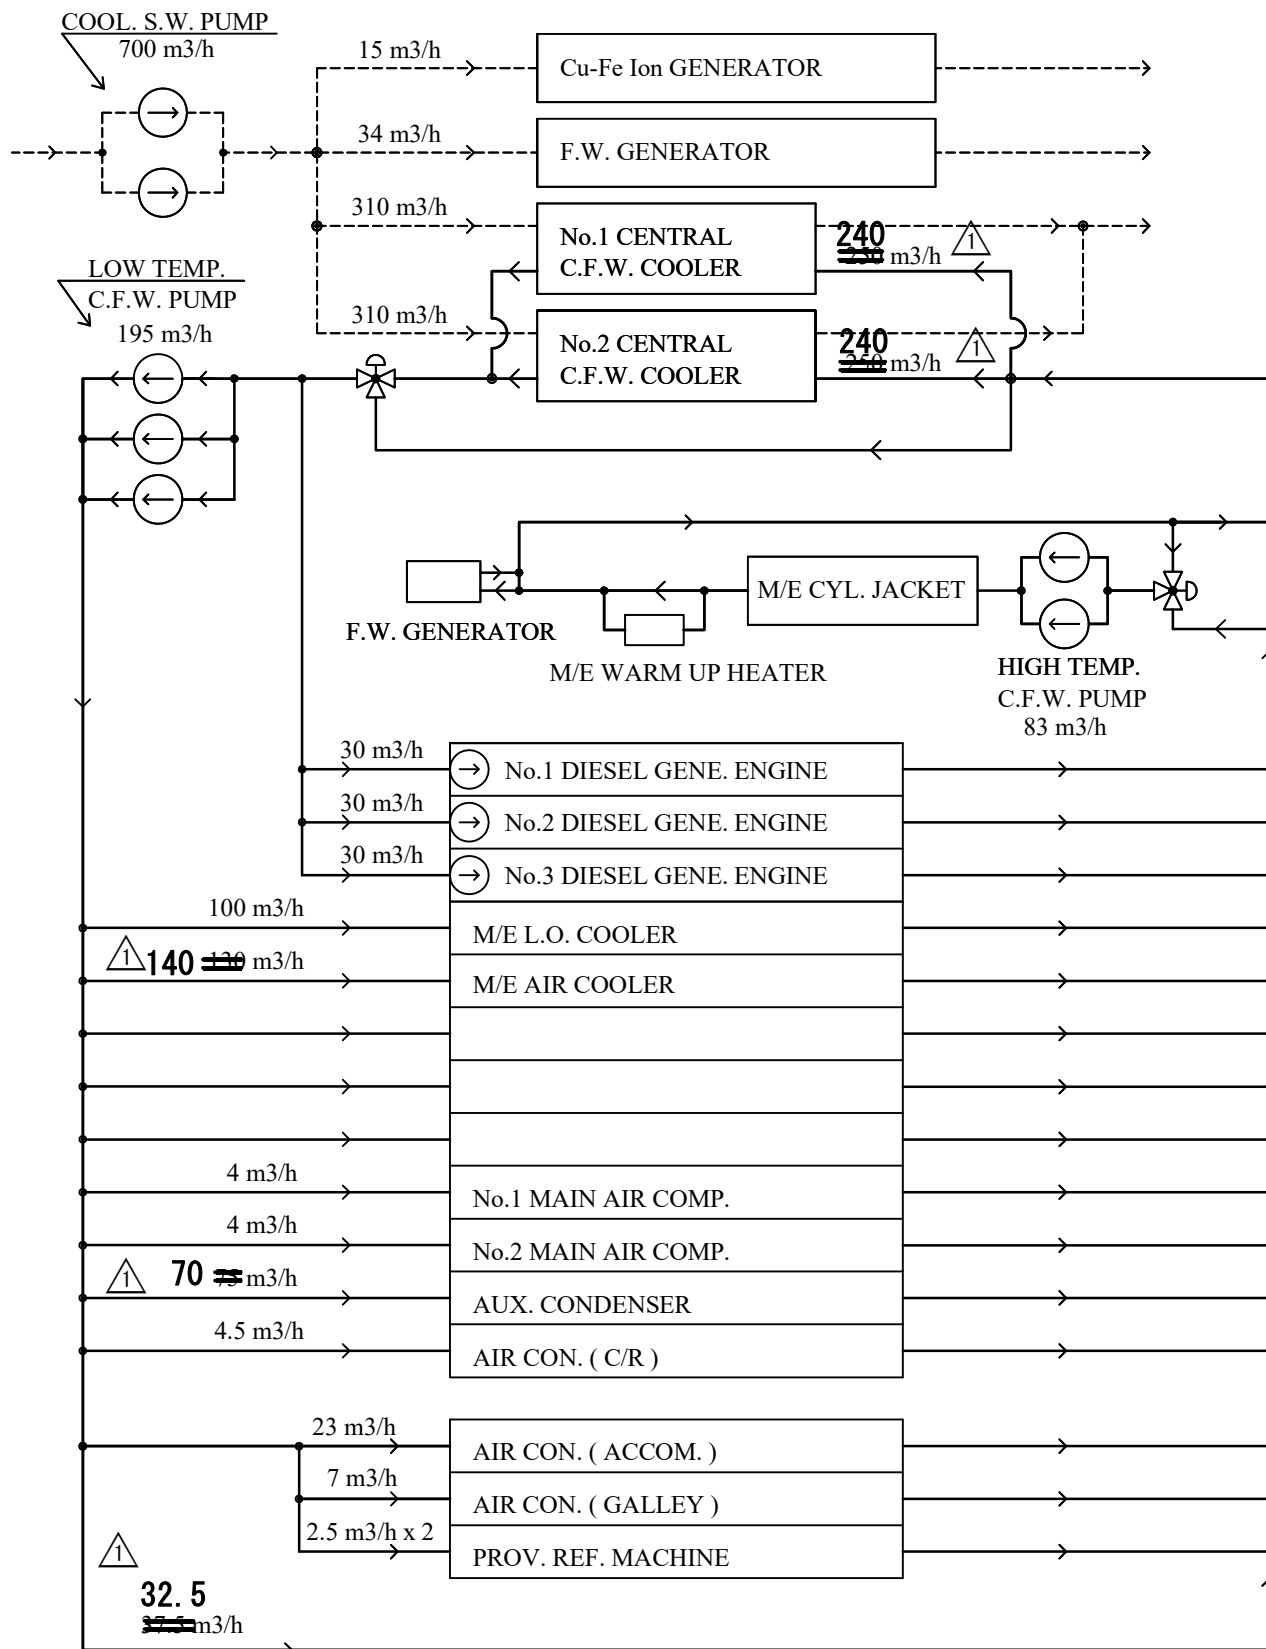 COOL. S.W. PUMP
700 m3/h
15 m3/h
Cu-Fe Ion GENERATOR
34 m3/h
F.W. GENERATOR
310 m3/h
No.1 CENTRAL
C.F.W. COOLER
240
250 m3/h
1
LOW TEMP.
C.F.W. PUMP
195 m3/h
310 m3/h
No.2 CENTRAL
C.F.W. COOLER
240
250 m3/h
1
F.W. GENERATOR
M/E WARM UP HEATER
M/E CYL. JACKET
HIGH TEMP.
C.F.W. PUMP
83 m3/h
30 m3/h
No.1 DIESEL GENE. ENGINE
30 m3/h
No.2 DIESEL GENE. ENGINE
30 m3/h
No.3 DIESEL GENE. ENGINE
100 m3/h
M/E L.O. COOLER
1 140 130 m3/h
M/E AIR COOLER
4 m3/h
No.1 MAIN AIR COMP.
4 m3/h
No.2 MAIN AIR COMP.
1 70 75 m3/h
AUX. CONDENSER
4.5 m3/h
AIR CON. ( C/R )
23 m3/h
AIR CON. ( ACCOM. )
7 m3/h
AIR CON. ( GALLEY )
2.5 m3/h x 2
PROV. REF. MACHINE
1
32.5
37.5 m3/h